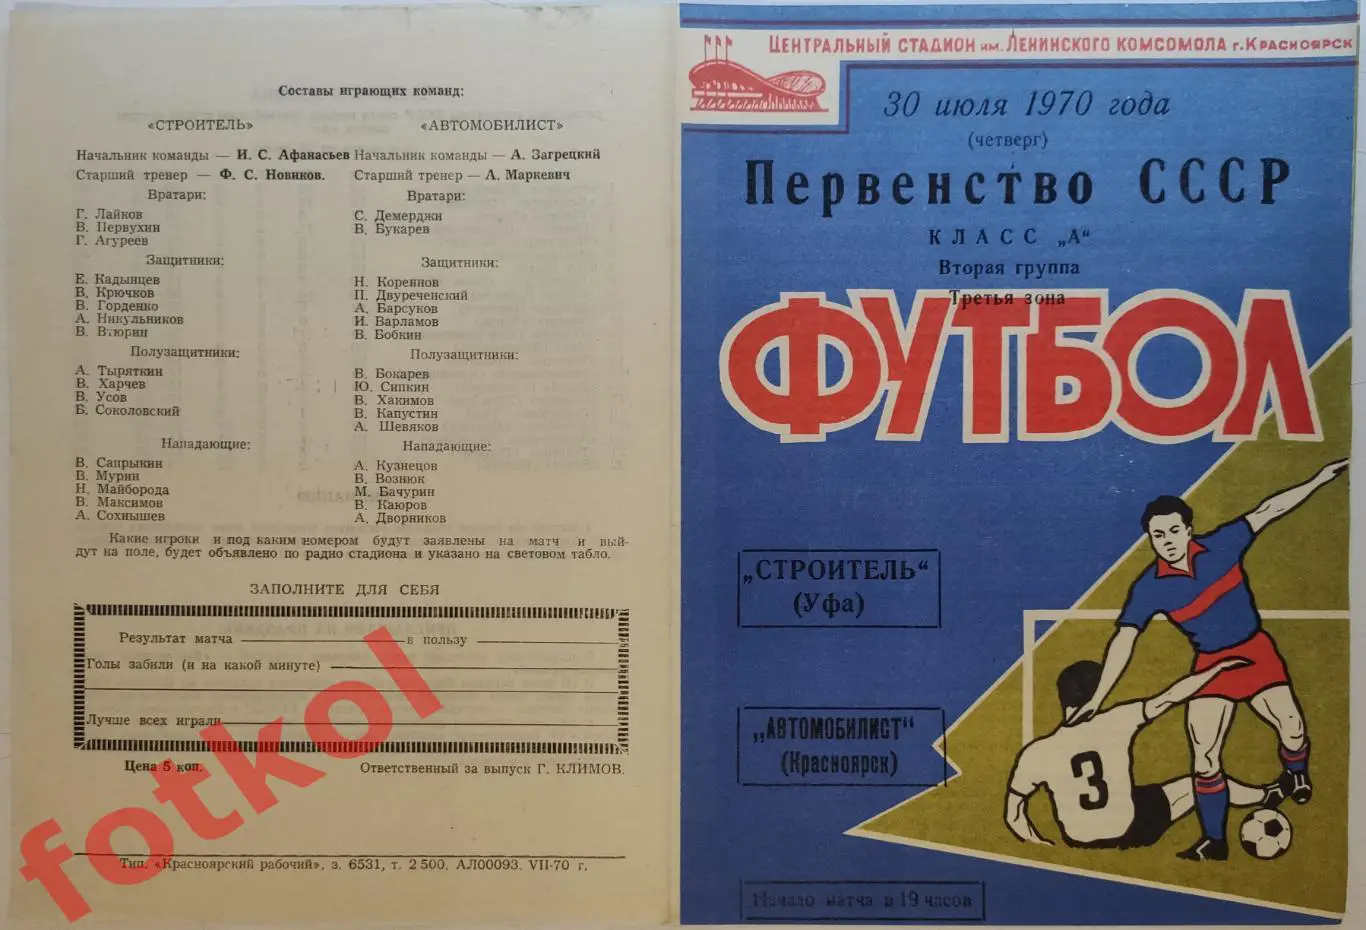 Составы играющих команд:
«СТРОИТЕЛЬ»
Начальник команды — И. С. Афанасьев
Старший тренер — Ф. С. Новиков.
Вратари:
Г. Лайков
В. Первухин
Г. Агуреев
Защитники:
Е. Кадынцев
В. Крючков
В. Горденко
А. Никульников
В. Втюрин
Полузащитники:
А. Тыряткин
В. Харчев
В. Усов
Б. Соколовский
Нападающие:
В. Сапрыкин
В. Мурин
Н. Майборода
В. Максимов
А. Сохнышев
«АВТОМОБИЛИСТ»
Начальник команды — А. Загрецкий
Старший тренер — А. Маркевич
Вратари:
С. Демерджи
В. Букарев
Защитники:
Н. Кореннов
П. Двуреченский
А. Барсуков
И. Варламов
В. Бобкин
Полузащитники:
В. Бокарев
Ю. Сипкин
В. Хакимов
В. Капустин
А. Шевяков
Нападающие:
А. Кузнецов
В. Вознюк
М. Бачурин
В. Каюров
А. Дворников
Какие игроки и под каким номером будут заявлены на матч и вый-
дут на поле, будет объявлено по радио стадиона и указано на световом табло.
ЗАПОЛНИТЕ ДЛЯ СЕБЯ
Результат матча в пользу
Голы забили (и на какой минуте)
Лучше всех играли
Цена 5 коп. Ответственный за выпуск Г. КЛИМОВ.
Тип. «Красноярский рабочий», з. 6531, т. 2500. АЛ00093. VII-70 г.
fotkol
ЦЕНТРАЛЬНЫЙ СТАДИОН им. ЛЕНИНСКОГО КОМСОМОЛА г. КРАСНОЯРСК
30 июля 1970 года
(четверг)
Первенство СССР
КЛАСС „А“
Вторая группа
Третья зона
ФУТБОЛ
„СТРОИТЕЛЬ“
(Уфа)
„АВТОМОБИЛИСТ“
(Красноярск)
3
Начало матча в 19 часов